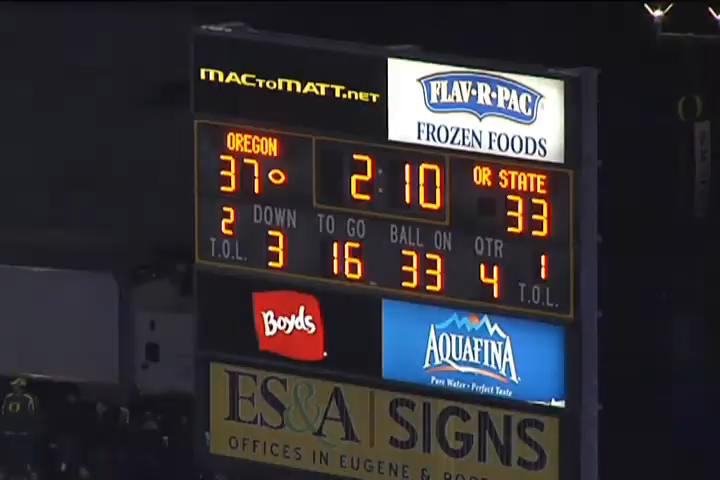 MACTOMATT.NET
FLAV-R-PAC
FROZEN FOODS
OREGON
37
2:10
OR STATE
33
2 DOWN TO GO BALL ON QTR 1
T.O.L. 3 16 33 4 T.O.L.
Boyds
AQUAFINA
Pure Water • Perfect Taste
ES&A SIGNS
OFFICES IN EUGENE &